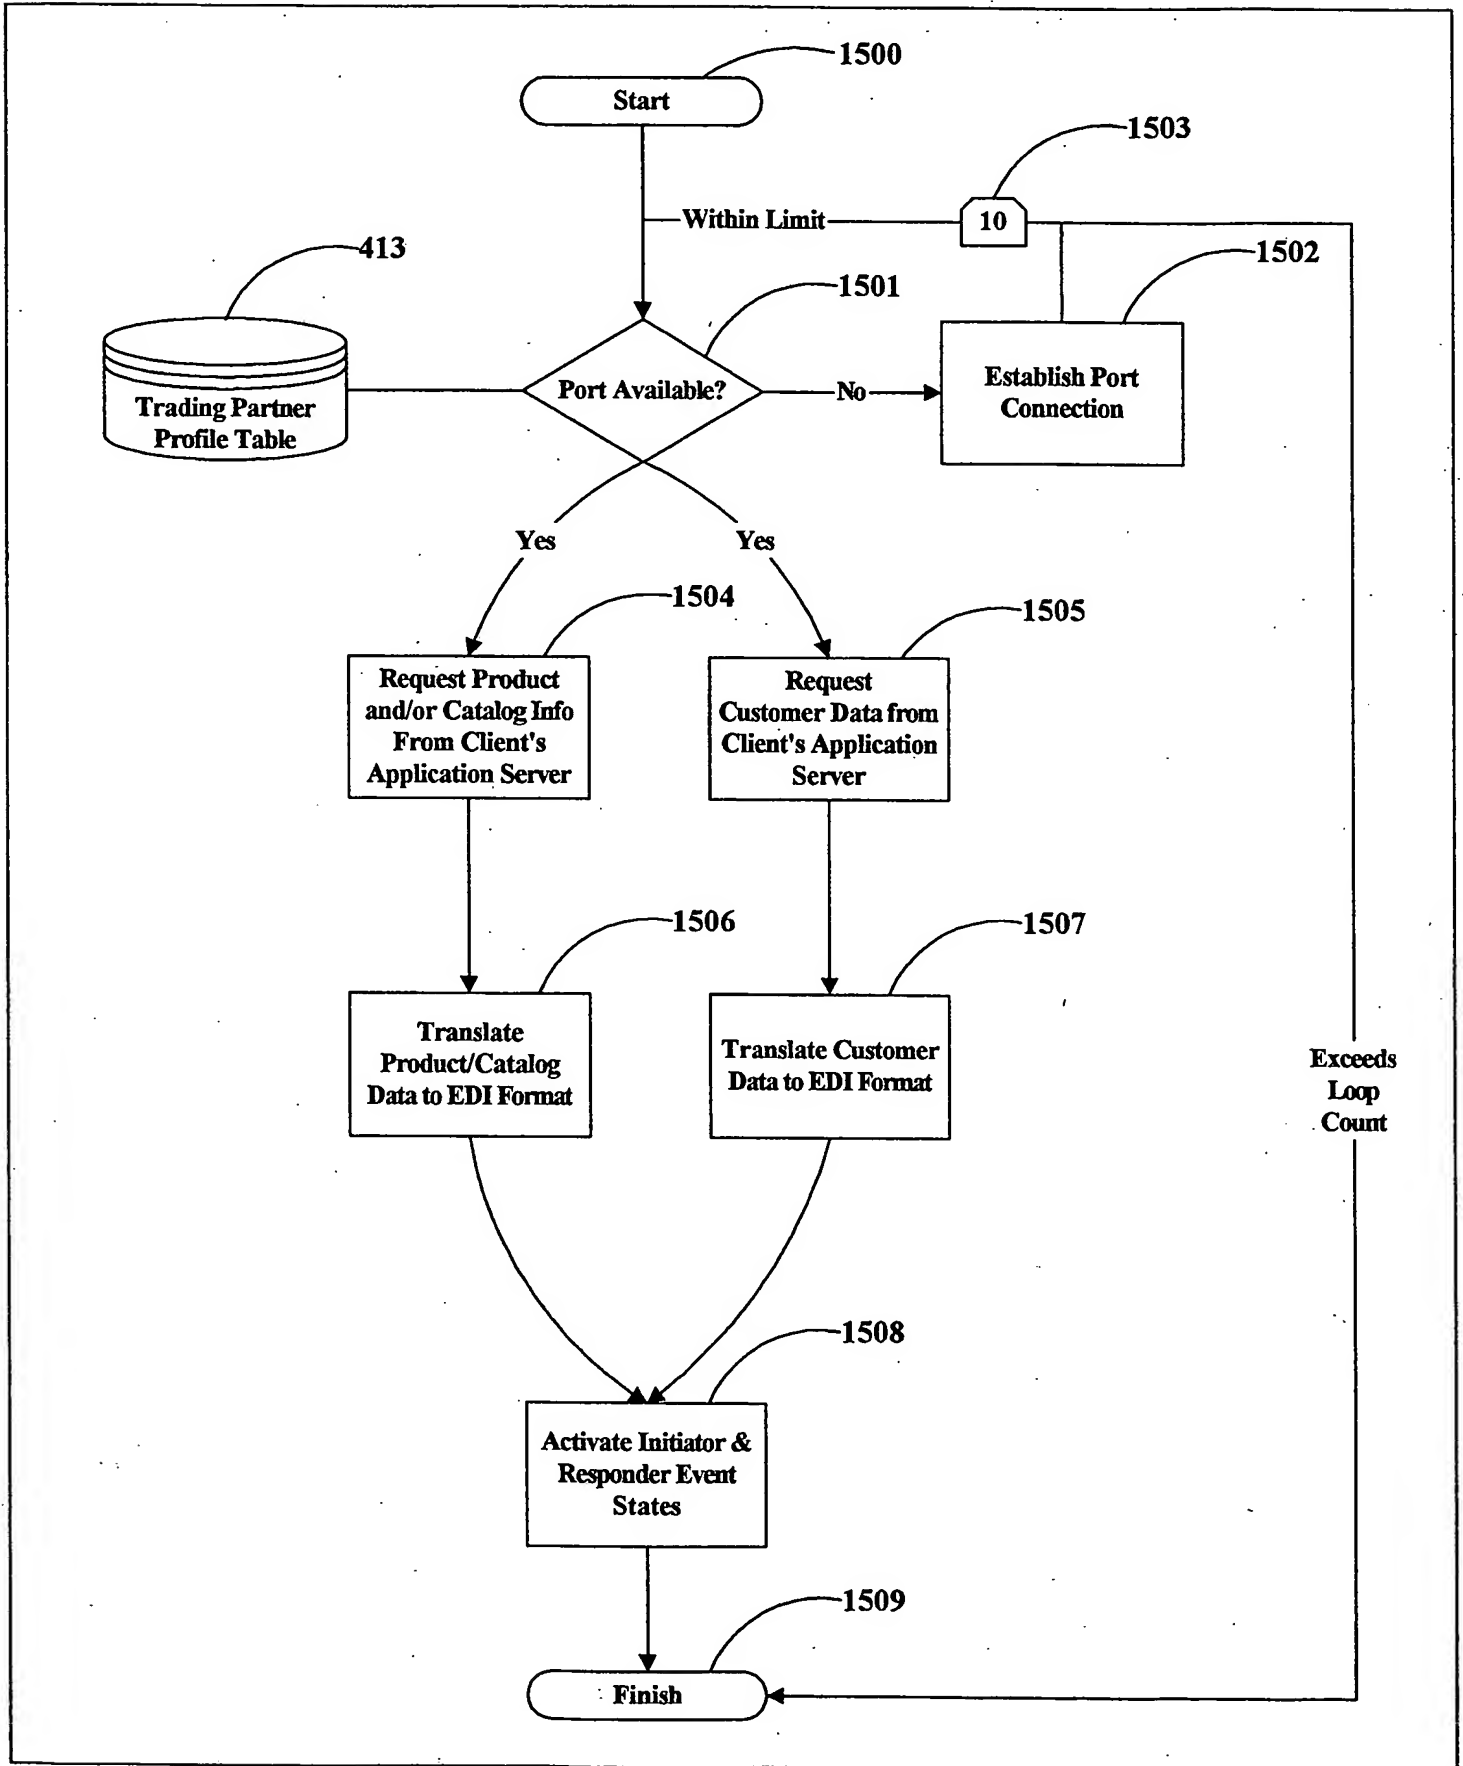 1500
Start
1503
Within Limit
10
413
1502
1501
Trading Partner
Profile Table
Port Available?
No
Establish Port
Connection
Yes
Yes
1504
1505
Request Product
and/or Catalog Info
From Client's
Application Server
Request
Customer Data from
Client's Application
Server
1506
1507
Translate
Product/Catalog
Data to EDI Format
Translate Customer
Data to EDI Format
Exceeds
Loop
Count
1508
Activate Initiator &
Responder Event
States
1509
Finish